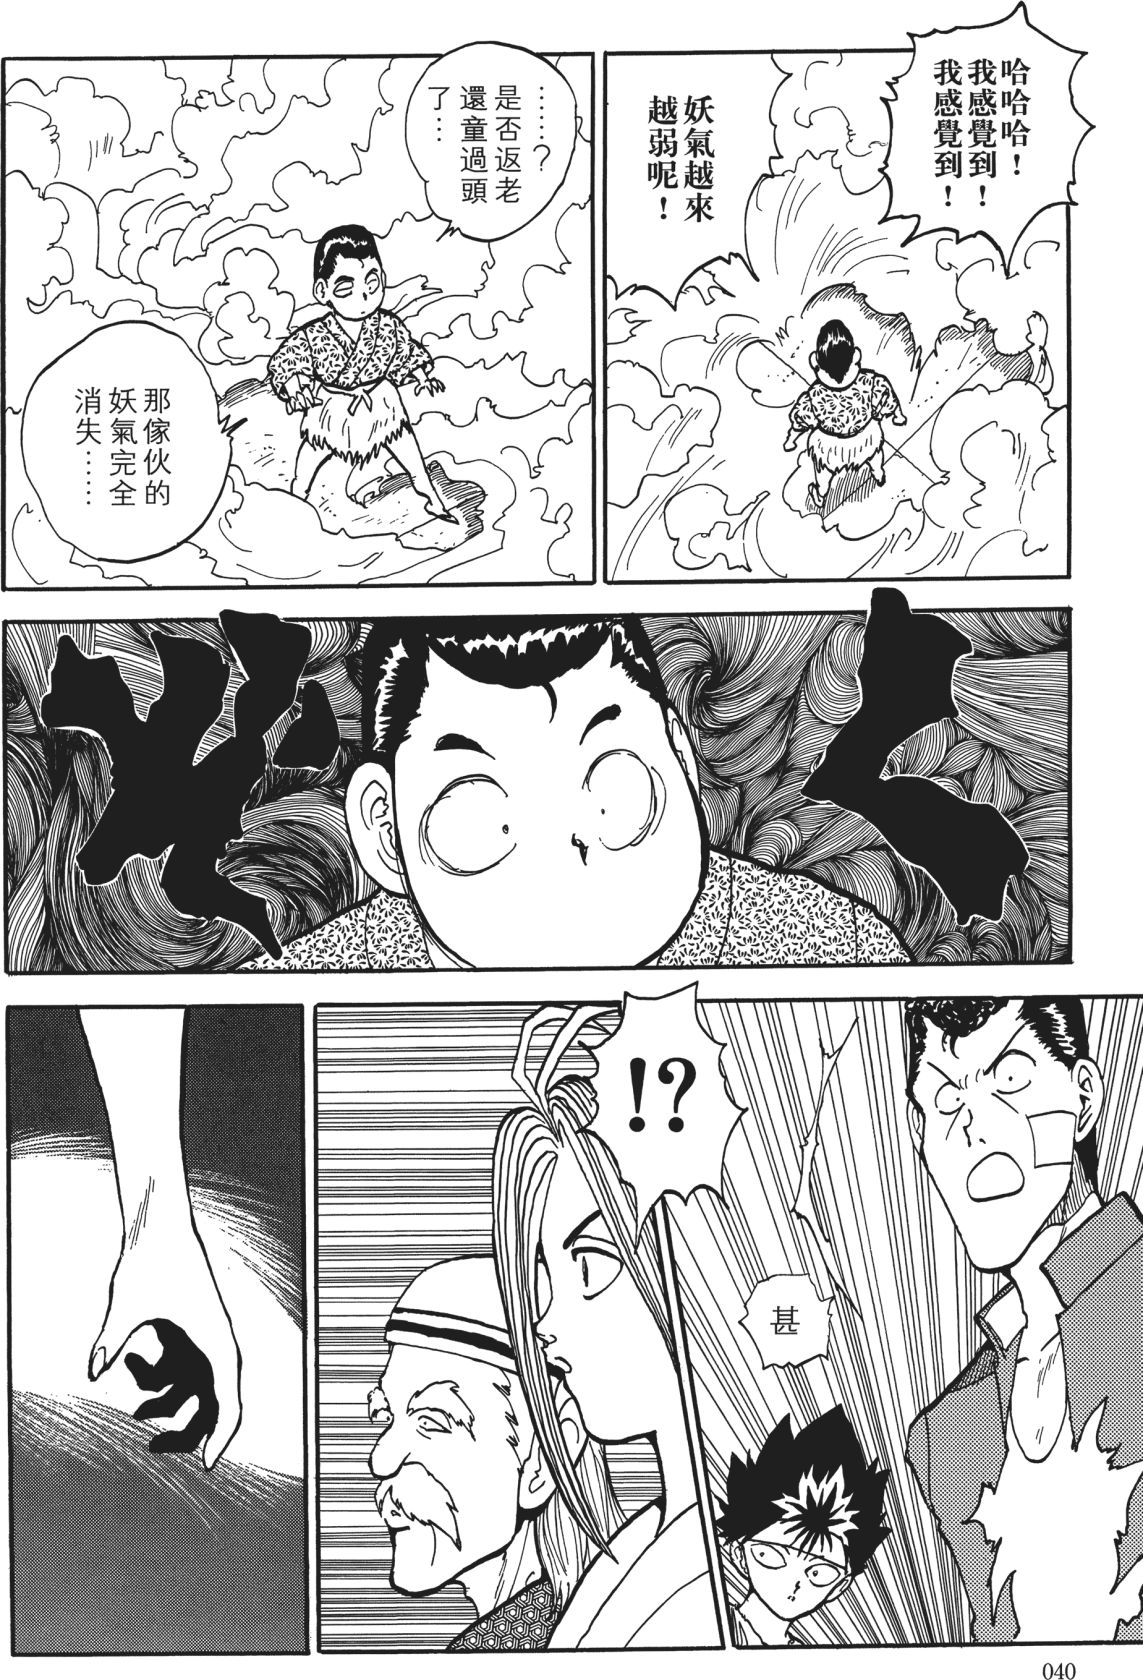 哈哈哈！
我感覺到！
我感覺到！
妖氣越來
越弱呢！
……？
是否返老
還童過頭
了…
那傢伙的
妖氣完全
消失……
!?
甚
040